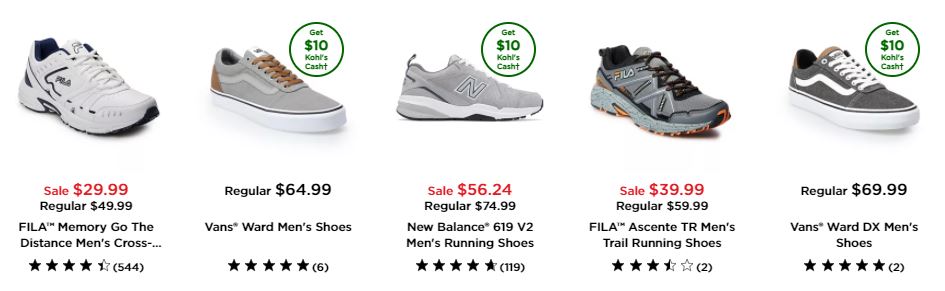 Get
$10
Kohl's
Cash†
Get
$10
Kohl's
Cash†
Get
$10
Kohl's
Cash†
FILA
N
FILA
Sale $29.99
Regular $49.99
FILA™ Memory Go The
Distance Men's Cross-...
(544)
Regular $64.99
Vans® Ward Men's Shoes
(6)
Sale $56.24
Regular $74.99
New Balance® 619 V2
Men's Running Shoes
(119)
Sale $39.99
Regular $59.99
FILA™ Ascente TR Men's
Trail Running Shoes
(2)
Regular $69.99
Vans® Ward DX Men's
Shoes
(2)